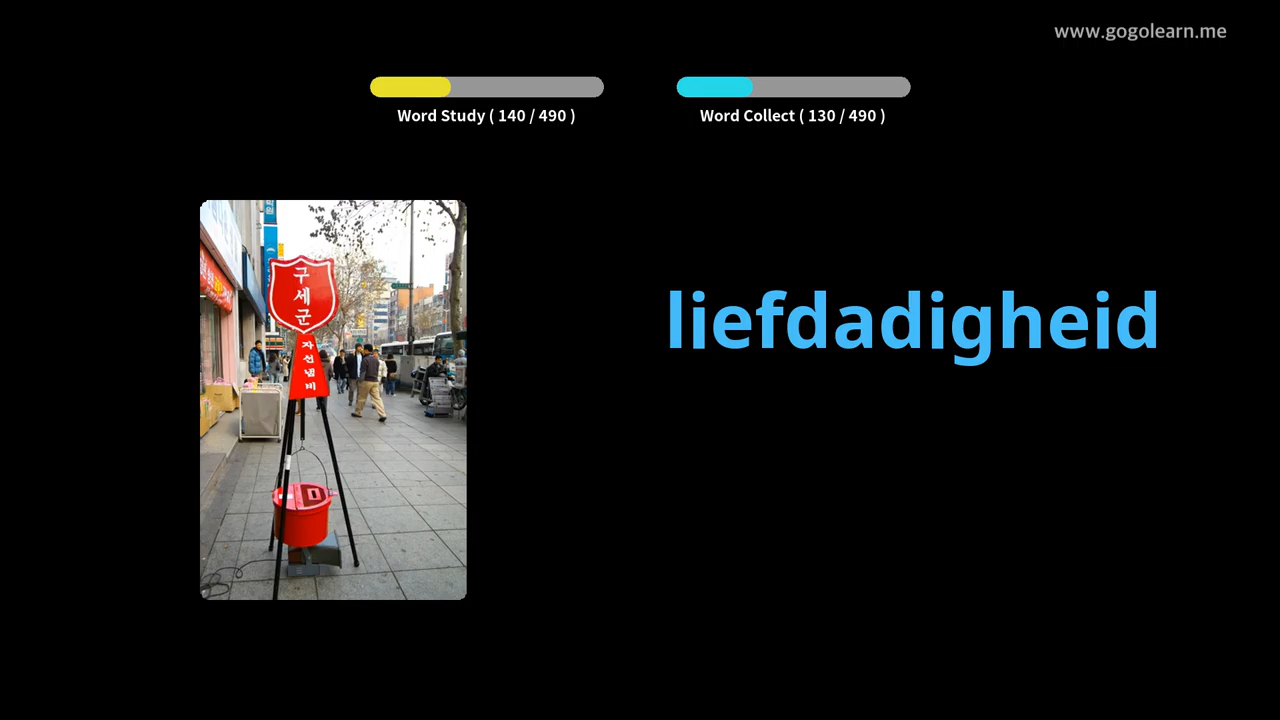 www.gogolearn.me
Word Study ( 140 / 490 )
Word Collect ( 130 / 490 )
구세군
자선냄비
liefdadigheid